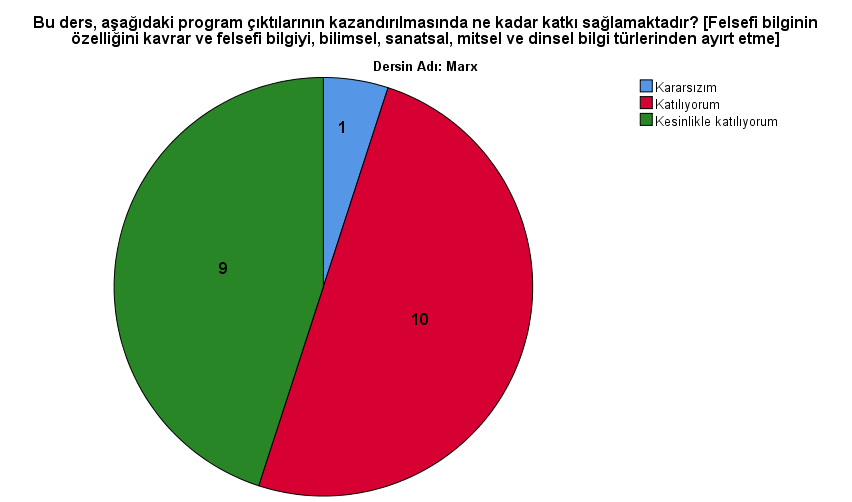 Bu ders, aşağıdaki program çıktılarının kazandırılmasında ne kadar katkı sağlamaktadır? [Felsefi bilginin
özelliğini kavrar ve felsefi bilgiyi, bilimsel, sanatsal, mitsel ve dinsel bilgi türlerinden ayırt etme]
Dersin Adı: Marx
Kararsızım
Katılıyorum
Kesinlikle katılıyorum
1
9
10